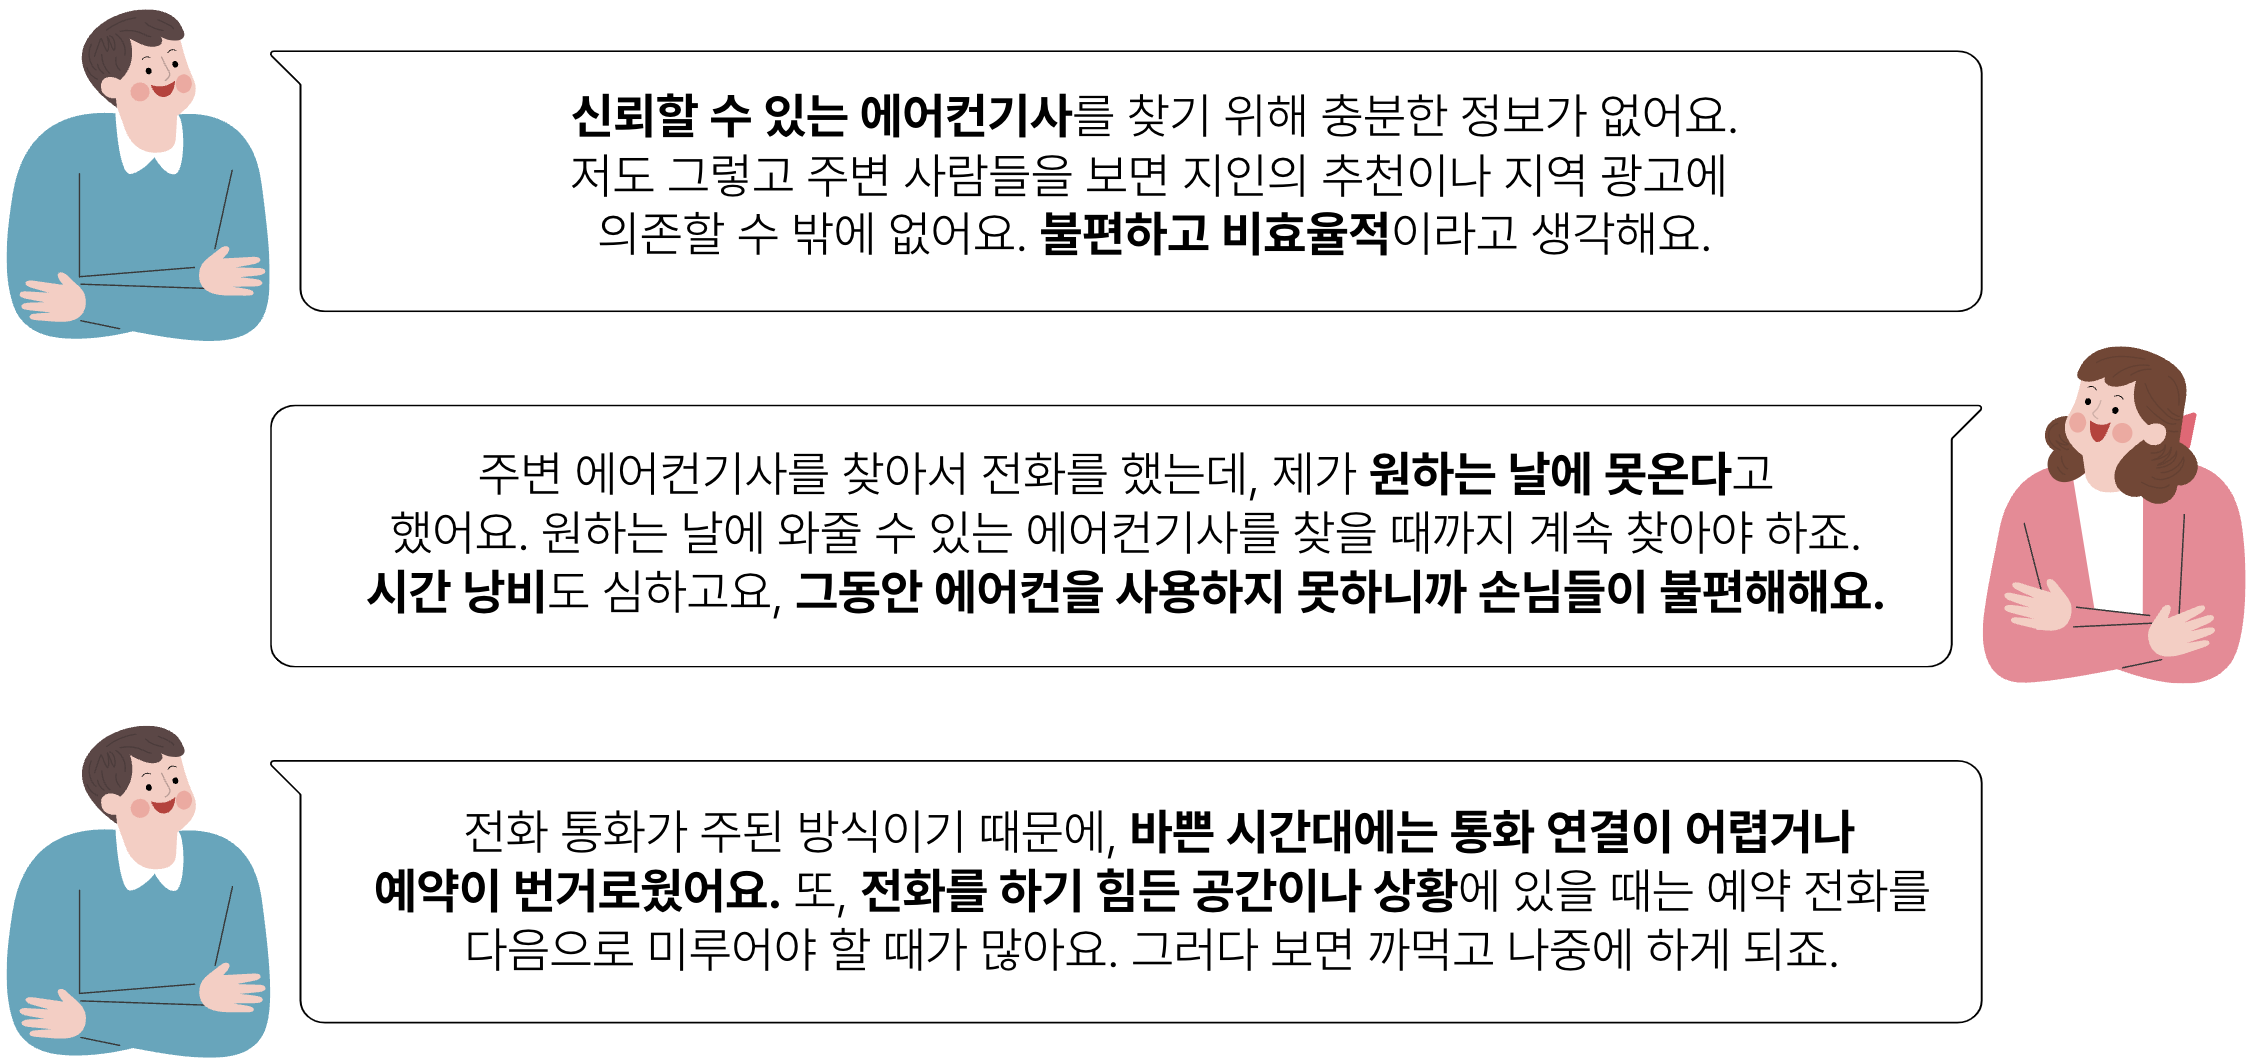 신뢰할 수 있는 에어컨기사를 찾기 위해 충분한 정보가 없어요.
저도 그렇고 주변 사람들을 보면 지인의 추천이나 지역 광고에
의존할 수 밖에 없어요. 불편하고 비효율적이라고 생각해요.
주변 에어컨기사를 찾아서 전화를 했는데, 제가 원하는 날에 못온다고
했어요. 원하는 날에 와줄 수 있는 에어컨기사를 찾을 때까지 계속 찾아야 하죠.
시간 낭비도 심하고요, 그동안 에어컨을 사용하지 못하니까 손님들이 불편해해요.
전화 통화가 주된 방식이기 때문에, 바쁜 시간대에는 통화 연결이 어렵거나
예약이 번거로웠어요. 또, 전화를 하기 힘든 공간이나 상황에 있을 때는 예약 전화를
다음으로 미루어야 할 때가 많아요. 그러다 보면 까먹고 나중에 하게 되죠.